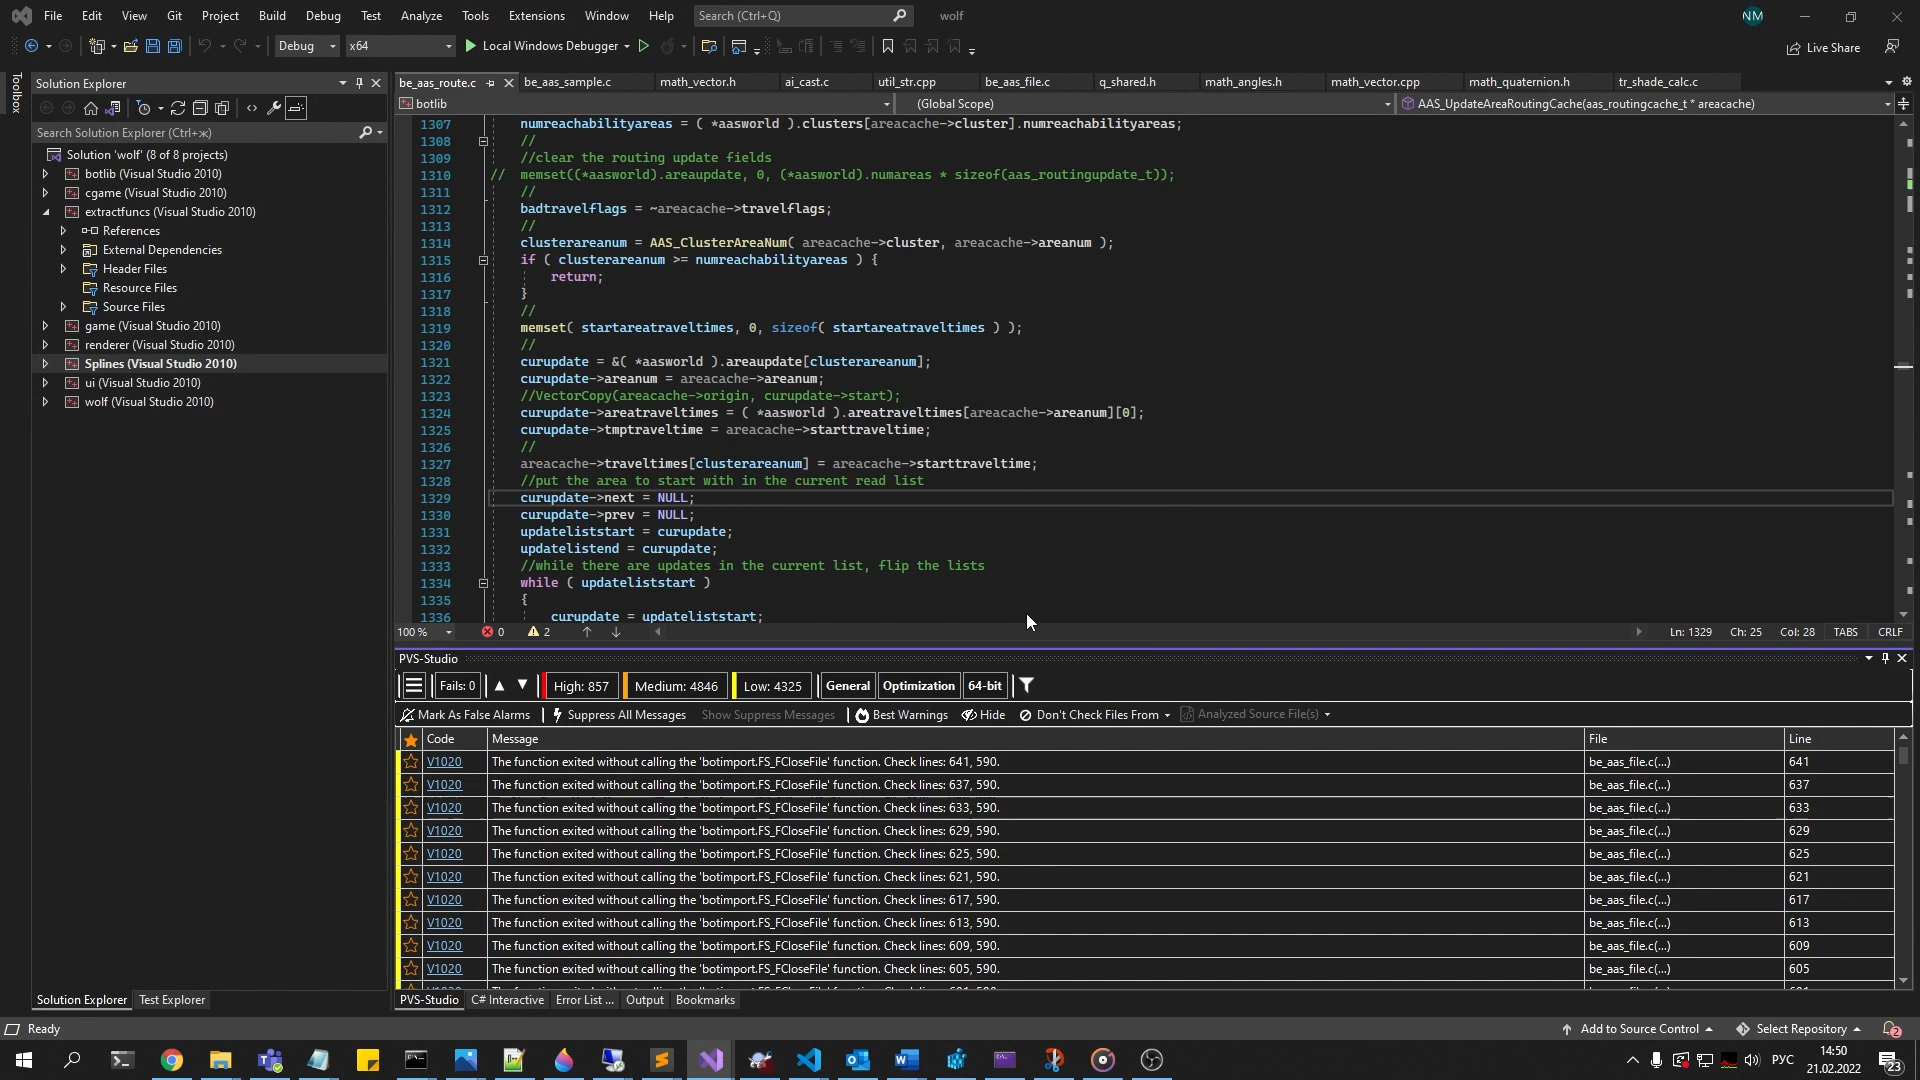 File Edit View Git Project Build Debug Test Analyze Tools Extensions Window Help Search (Ctrl+Q) wolf NM
Debug x64 Local Windows Debugger Live Share
Toolbox
Solution Explorer
Search Solution Explorer (Ctrl+ж)
Solution 'wolf' (8 of 8 projects)
botlib (Visual Studio 2010)
cgame (Visual Studio 2010)
extractfuncs (Visual Studio 2010)
References
External Dependencies
Header Files
Resource Files
Source Files
game (Visual Studio 2010)
renderer (Visual Studio 2010)
Splines (Visual Studio 2010)
ui (Visual Studio 2010)
wolf (Visual Studio 2010)
Solution Explorer Test Explorer
be_aas_route.c be_aas_sample.c math_vector.h ai_cast.c util_str.cpp be_aas_file.c q_shared.h math_angles.h math_vector.cpp math_quaternion.h tr_shade_calc.c
botlib (Global Scope) AAS_UpdateAreaRoutingCache(aas_routingcache_t * areacache)
1307 numreachabilityareas = ( *aasworld ).clusters[areacache->cluster].numreachabilityareas;
1308 //
1309 //clear the routing update fields
1310 // memset((*aasworld).areaupdate, 0, (*aasworld).numareas * sizeof(aas_routingupdate_t));
1311 //
1312 badtravelflags = ~areacache->travelflags;
1313 //
1314 clusterareanum = AAS_ClusterAreaNum( areacache->cluster, areacache->areanum );
1315 if ( clusterareanum >= numreachabilityareas ) {
1316 return;
1317 }
1318 //
1319 memset( startareatraveltimes, 0, sizeof( startareatraveltimes ) );
1320 //
1321 curupdate = &( *aasworld ).areaupdate[clusterareanum];
1322 curupdate->areanum = areacache->areanum;
1323 //VectorCopy(areacache->origin, curupdate->start);
1324 curupdate->areatraveltimes = ( *aasworld ).areatraveltimes[areacache->areanum][0];
1325 curupdate->tmptraveltime = areacache->starttraveltime;
1326 //
1327 areacache->traveltimes[clusterareanum] = areacache->starttraveltime;
1328 //put the area to start with in the current read list
1329 curupdate->next = NULL;
1330 curupdate->prev = NULL;
1331 updateliststart = curupdate;
1332 updatelistend = curupdate;
1333 //while there are updates in the current list, flip the lists
1334 while ( updateliststart )
1335 {
1336 curupdate = updateliststart;
100 % 0 2 Ln: 1329 Ch: 25 Col: 28 TABS CRLF
PVS-Studio
Fails: 0 High: 857 Medium: 4846 Low: 4325 General Optimization 64-bit
Mark As False Alarms Suppress All Messages Show Suppress Messages Best Warnings Hide Don't Check Files From Analyzed Source File(s)
Code Message File Line
V1020 The function exited without calling the 'botimport.FS_FCloseFile' function. Check lines: 641, 590. be_aas_file.c(...) 641
V1020 The function exited without calling the 'botimport.FS_FCloseFile' function. Check lines: 637, 590. be_aas_file.c(...) 637
V1020 The function exited without calling the 'botimport.FS_FCloseFile' function. Check lines: 633, 590. be_aas_file.c(...) 633
V1020 The function exited without calling the 'botimport.FS_FCloseFile' function. Check lines: 629, 590. be_aas_file.c(...) 629
V1020 The function exited without calling the 'botimport.FS_FCloseFile' function. Check lines: 625, 590. be_aas_file.c(...) 625
V1020 The function exited without calling the 'botimport.FS_FCloseFile' function. Check lines: 621, 590. be_aas_file.c(...) 621
V1020 The function exited without calling the 'botimport.FS_FCloseFile' function. Check lines: 617, 590. be_aas_file.c(...) 617
V1020 The function exited without calling the 'botimport.FS_FCloseFile' function. Check lines: 613, 590. be_aas_file.c(...) 613
V1020 The function exited without calling the 'botimport.FS_FCloseFile' function. Check lines: 609, 590. be_aas_file.c(...) 609
V1020 The function exited without calling the 'botimport.FS_FCloseFile' function. Check lines: 605, 590. be_aas_file.c(...) 605
PVS-Studio C# Interactive Error List ... Output Bookmarks
Ready Add to Source Control Select Repository 2
РУС 14:50
21.02.2022 23